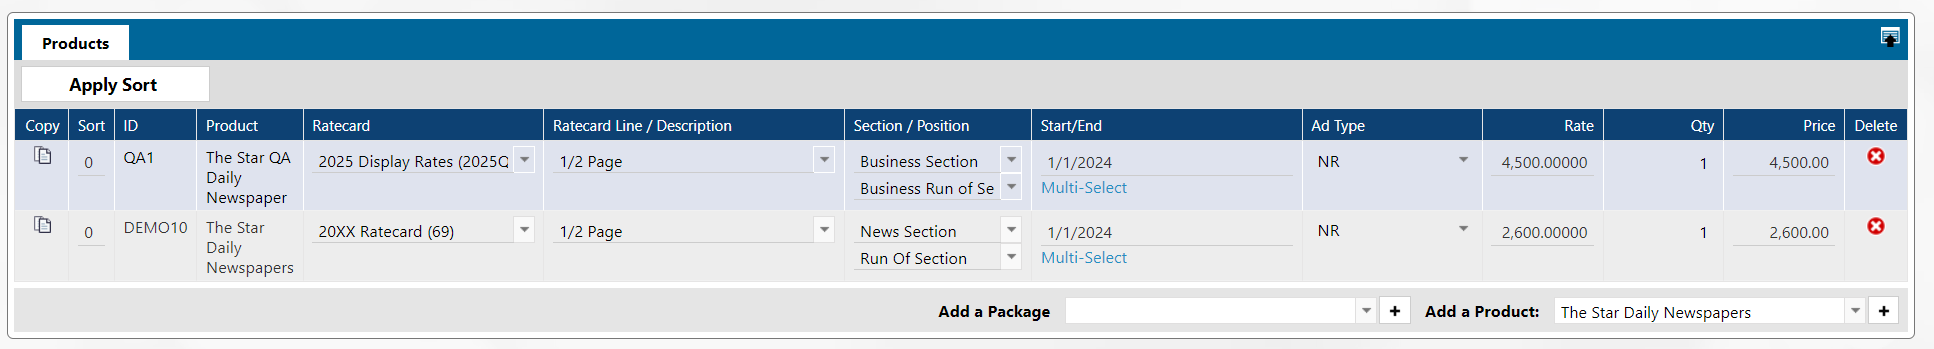 Products
Apply Sort
Copy Sort ID Product Ratecard Ratecard Line / Description Section / Position Start/End Ad Type Rate Qty Price Delete
0 QA1 The Star QA 2025 Display Rates (2025Q 1/2 Page Business Section 1/1/2024 NR 4,500.00000 1 4,500.00
Daily Business Run of Se Multi-Select
Newspaper
0 DEMO10 The Star 20XX Ratecard (69) 1/2 Page News Section 1/1/2024 NR 2,600.00000 1 2,600.00
Daily Run Of Section Multi-Select
Newspapers
Add a Package + Add a Product: The Star Daily Newspapers +